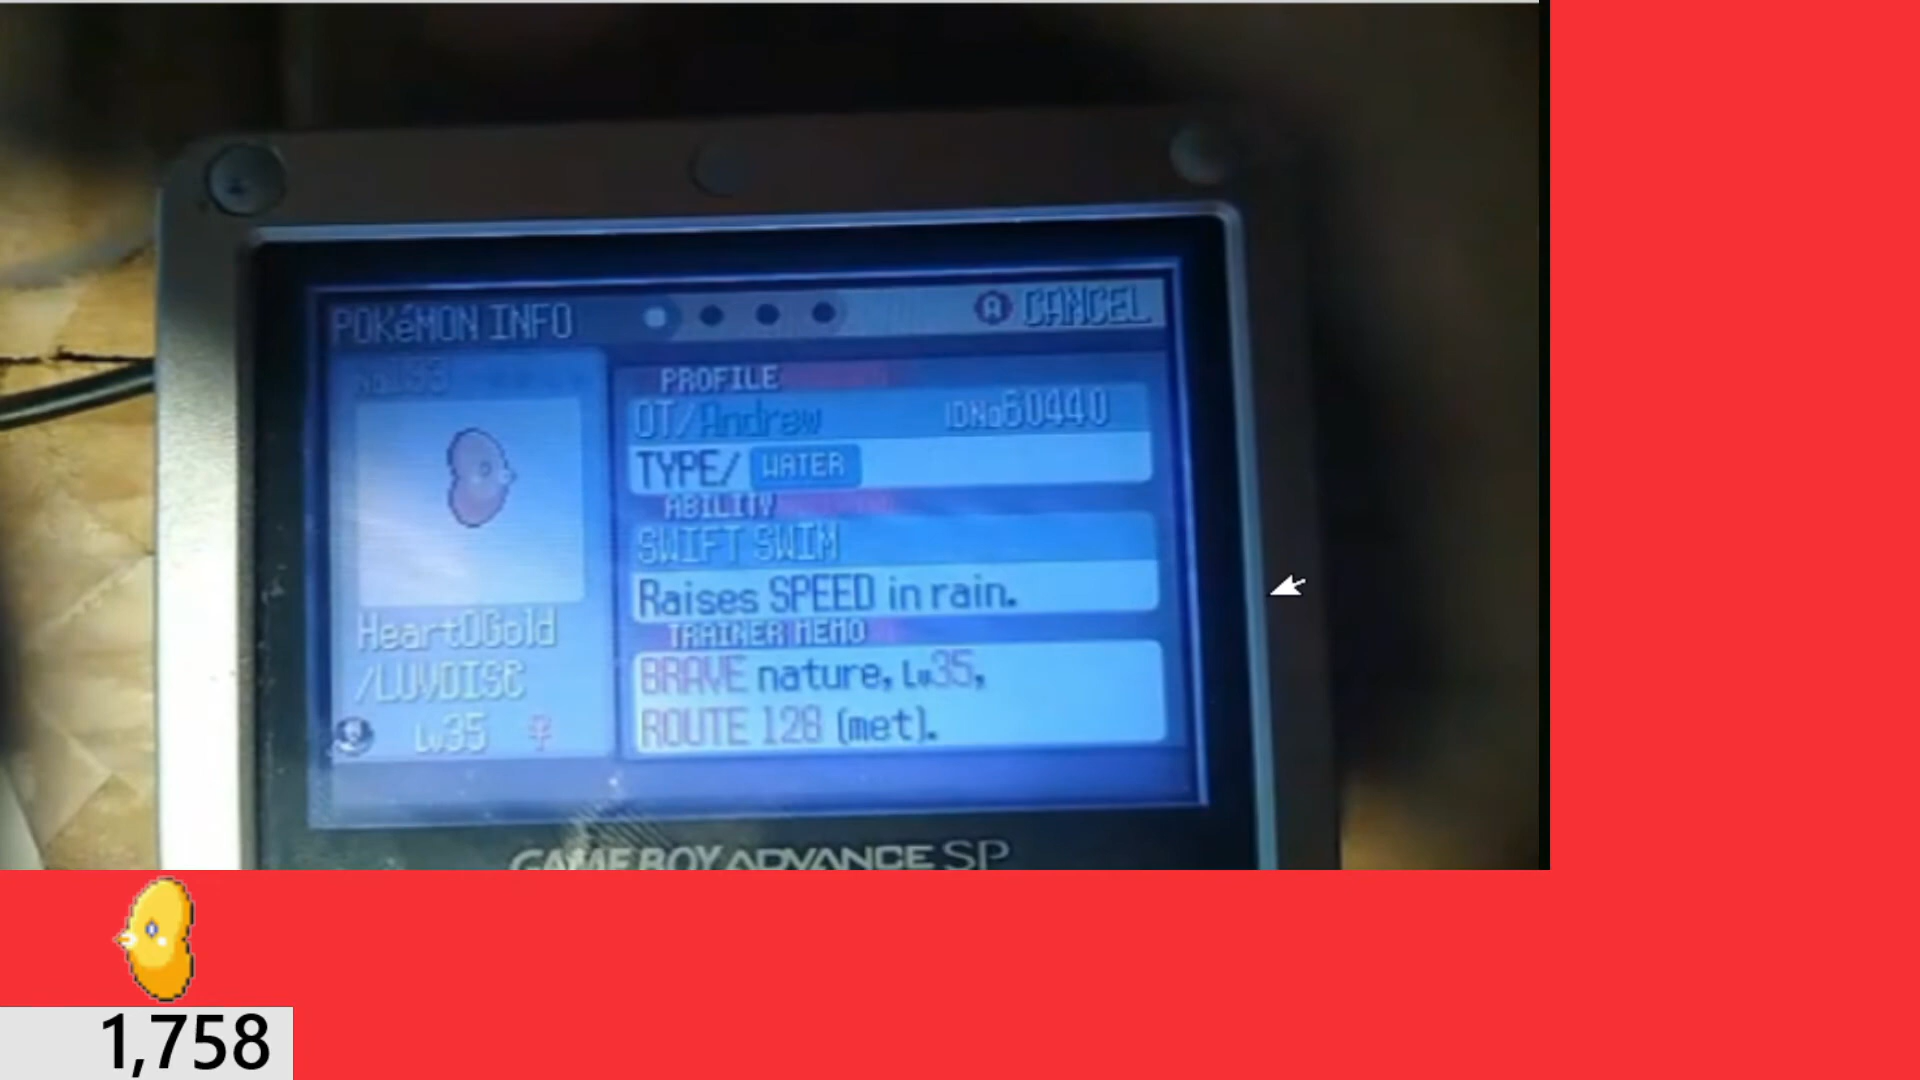 POKéMON INFO
Ⓐ CANCEL
No183
PROFILE
OT/Andrew IDNo60440
TYPE/ WATER
ABILITY
SWIFT SWIM
Raises SPEED in rain.
HeartOGold
/LUVDISC
Lv35 ♀
TRAINER MEMO
BRAVE nature, Lv35,
ROUTE 128 (met).
GAME BOY ADVANCE SP
1,758